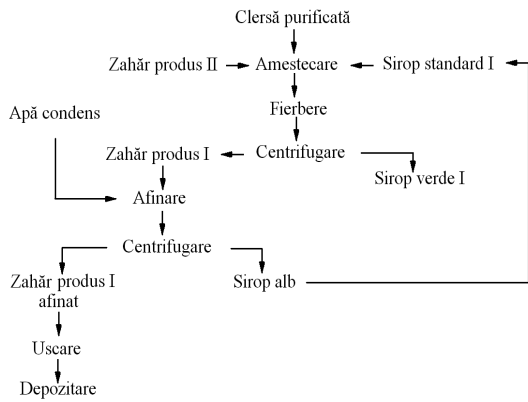 Clersă purificată
Zahăr produs II
Amestecare
Sirop standard I
Apă condens
Fierbere
Zahăr produs I
Centrifugare
Sirop verde I
Afinare
Centrifugare
Zahăr produs I
afinat
Sirop alb
Uscare
Depozitare